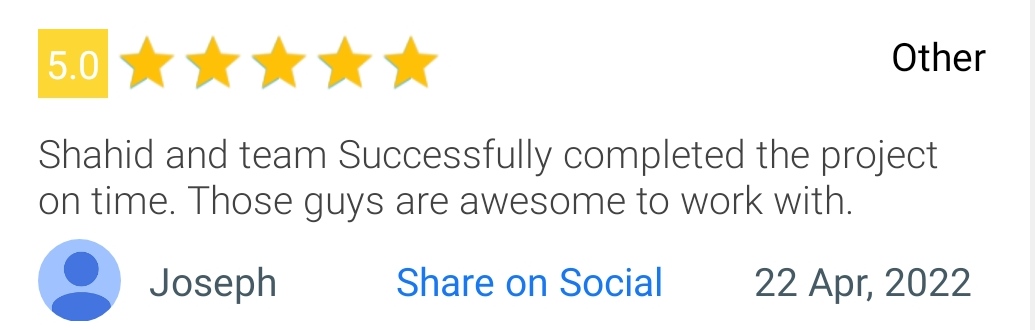 5.0
Other
Shahid and team Successfully completed the project
on time. Those guys are awesome to work with.
Joseph Share on Social 22 Apr, 2022